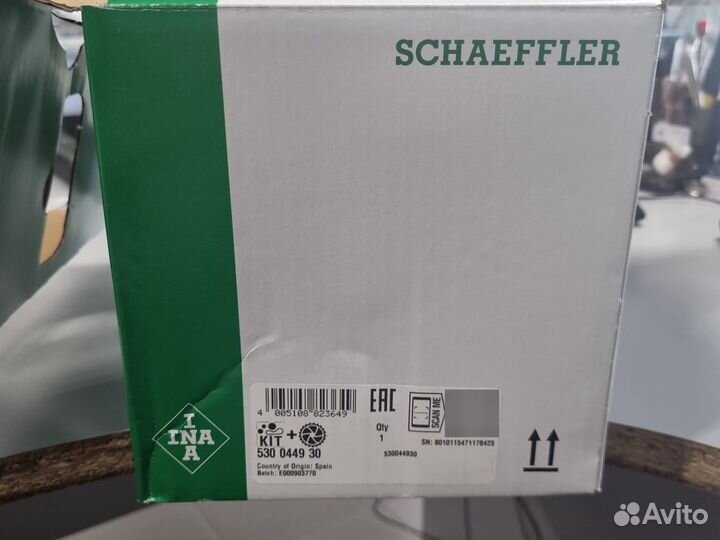 SCHAEFFLER
4 005108 823649
EAC
SCAN ME
KIT +
Qty
1
530 0449 30
SN: 8010115471178425
530044930
Country of Origin: Spain
Batch: E000903770
INA
I
A
Avito